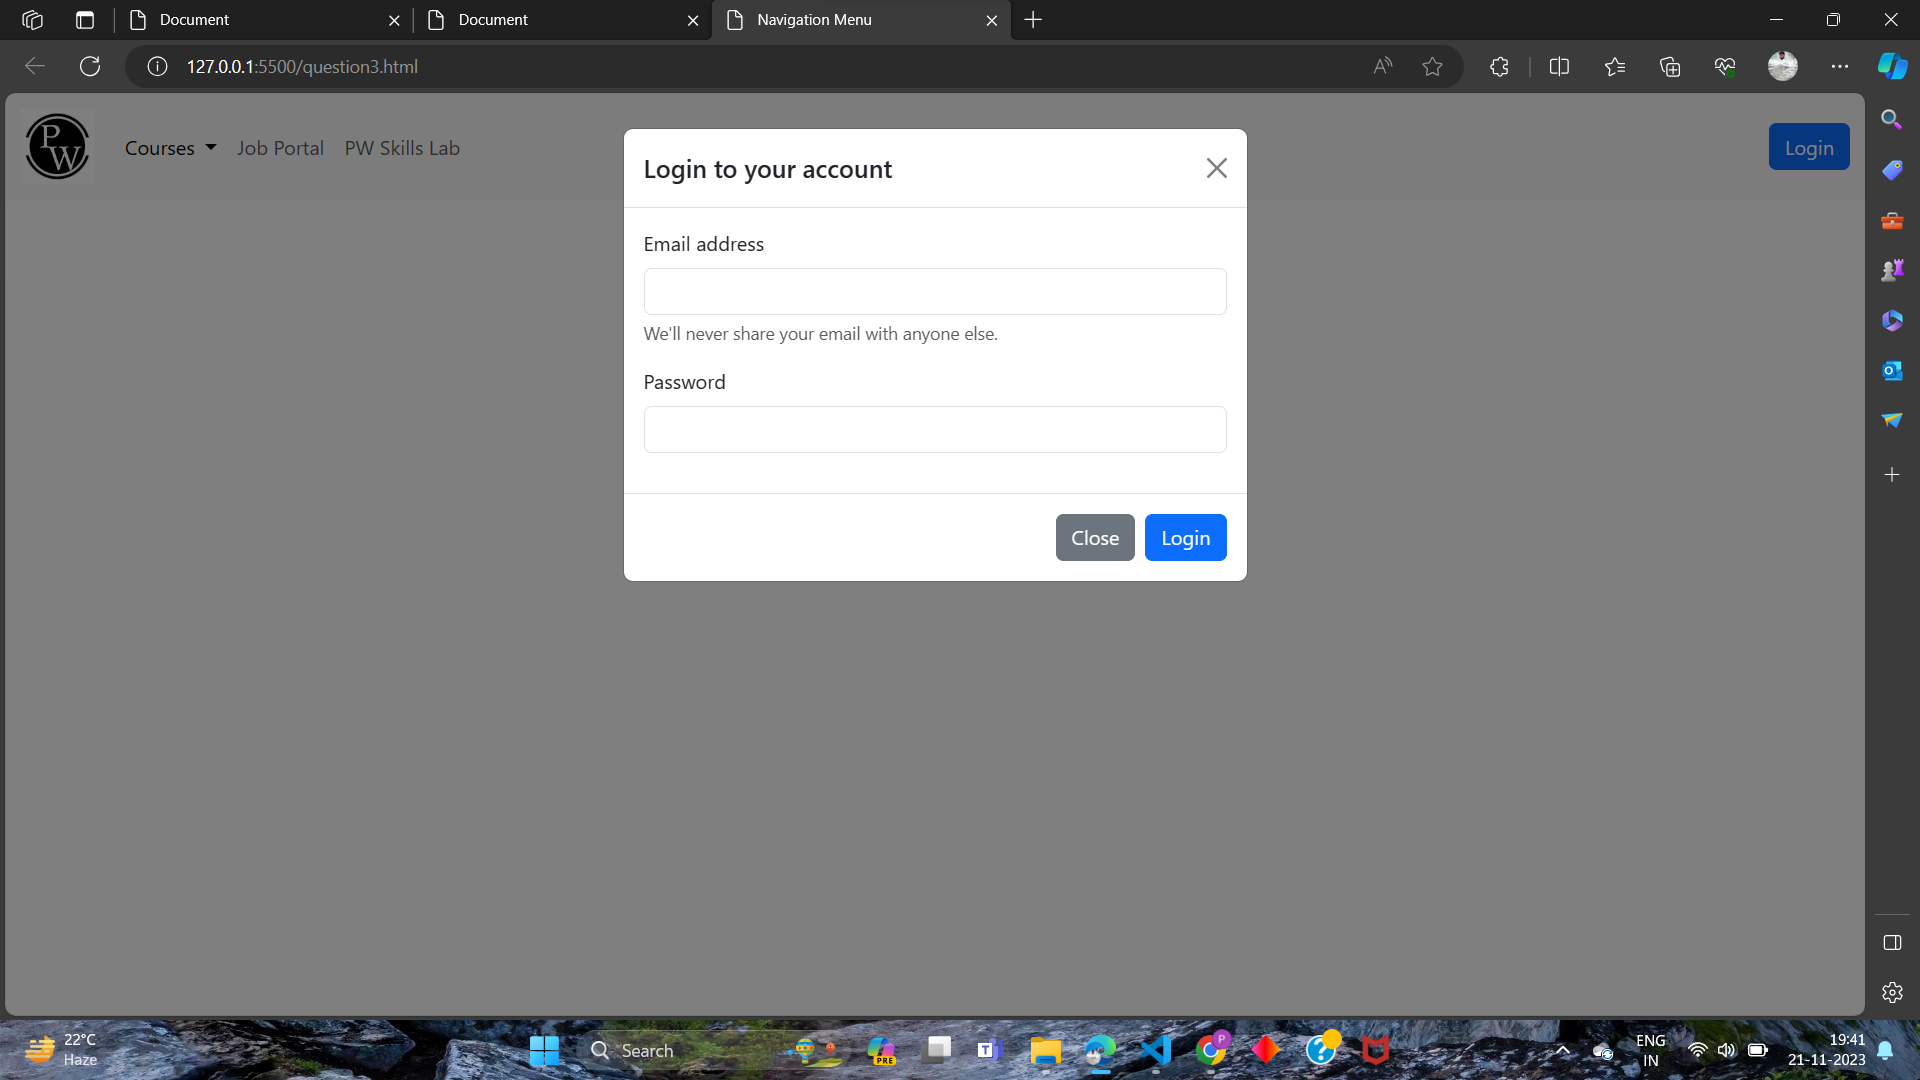 Document
Document
Navigation Menu
127.0.0.1:5500/question3.html
PW
Courses
Job Portal
PW Skills Lab
Login
Login to your account
Email address
We'll never share your email with anyone else.
Password
Close
Login
22°C
Haze
Search
PRE
T
P
ENG
IN
19:41
21-11-2023